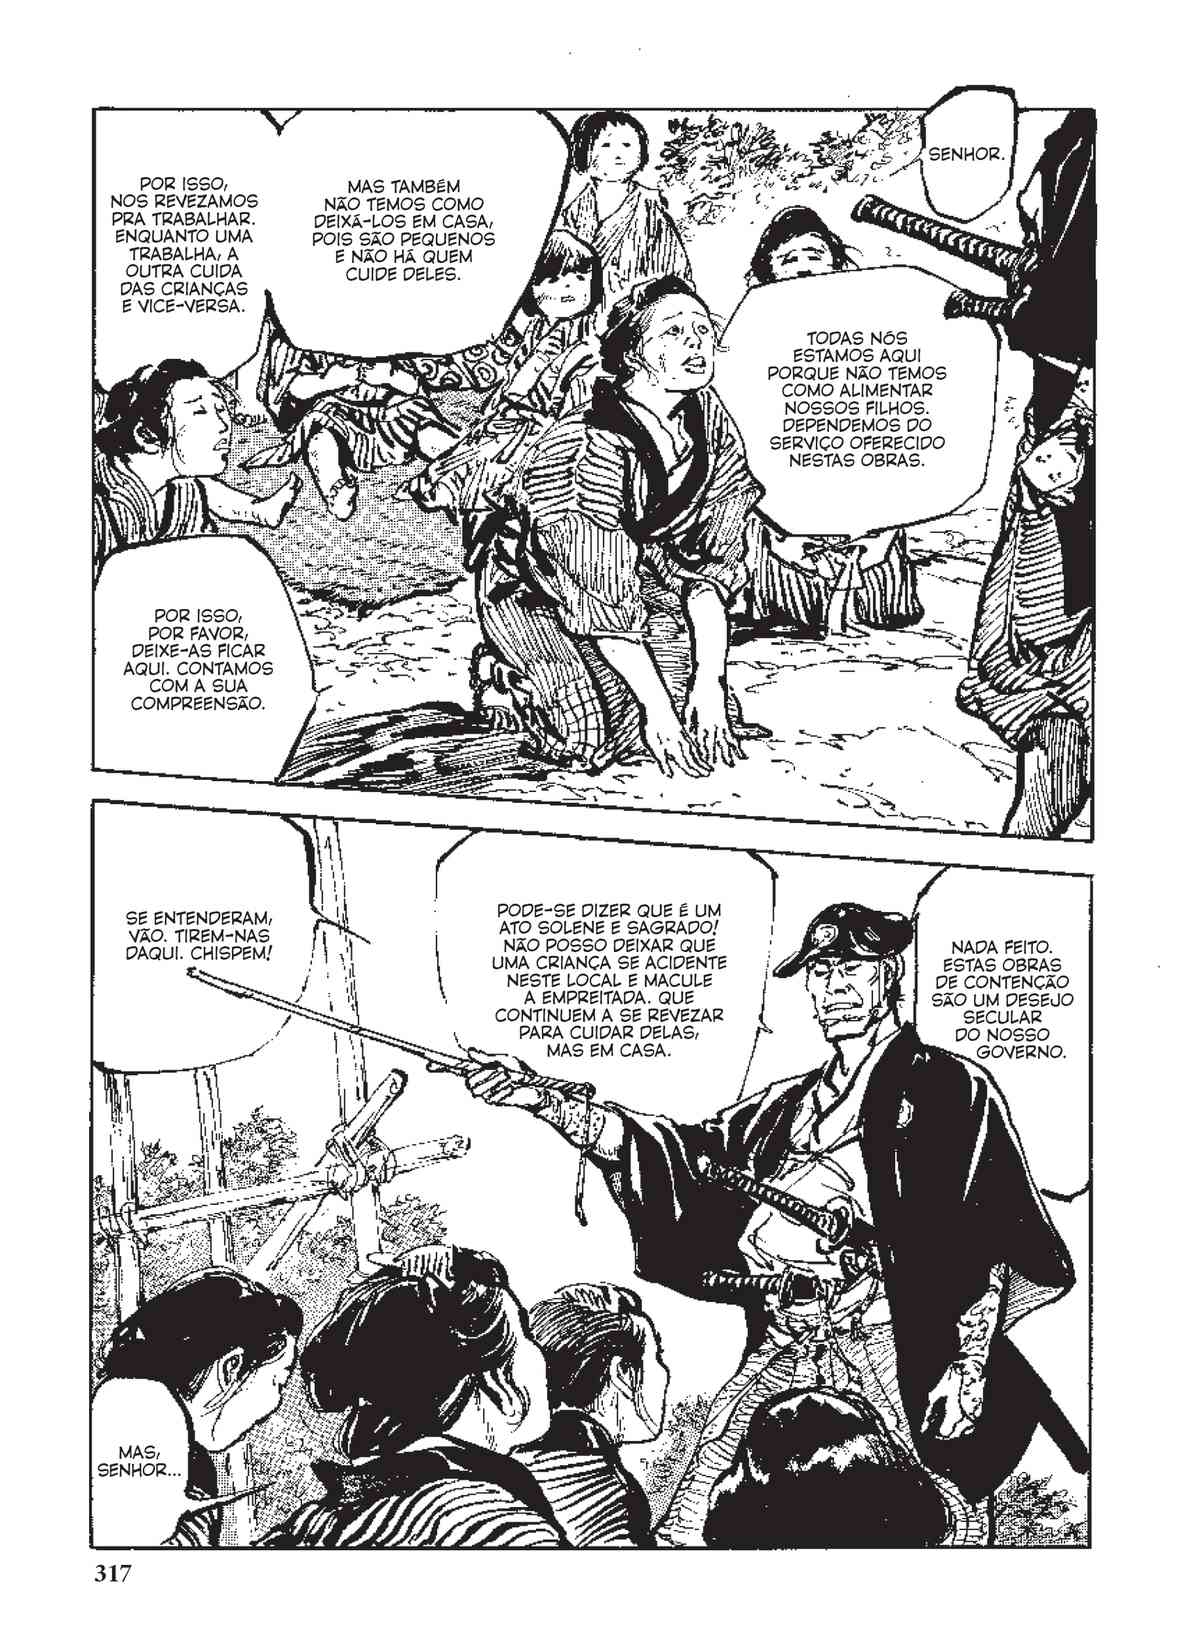 SENHOR.
TODAS NÓS
ESTAMOS AQUI
PORQUE NÃO TEMOS
COMO ALIMENTAR
NOSSOS FILHOS.
DEPENDEMOS DO
SERVIÇO OFERECIDO
NESTAS OBRAS.
MAS TAMBÉM
NÃO TEMOS COMO
DEIXÁ-LOS EM CASA,
POIS SÃO PEQUENOS
E NÃO HÁ QUEM
CUIDE DELES.
POR ISSO,
NOS REVEZAMOS
PRA TRABALHAR.
ENQUANTO UMA
TRABALHA, A
OUTRA CUIDA
DAS CRIANÇAS
E VICE-VERSA.
POR ISSO,
POR FAVOR,
DEIXE-AS FICAR
AQUI. CONTAMOS
COM A SUA
COMPREENSÃO.
NADA FEITO.
ESTAS OBRAS
DE CONTENÇÃO
SÃO UM DESEJO
SECULAR
DO NOSSO
GOVERNO.
PODE-SE DIZER QUE É UM
ATO SOLENE E SAGRADO!
NÃO POSSO DEIXAR QUE
UMA CRIANÇA SE ACIDENTE
NESTE LOCAL E MACULE
A EMPREITADA. QUE
CONTINUEM A SE REVEZAR
PARA CUIDAR DELAS,
MAS EM CASA.
SE ENTENDERAM,
VÃO. TIREM-NAS
DAQUI. CHISPEM!
MAS,
SENHOR...
317